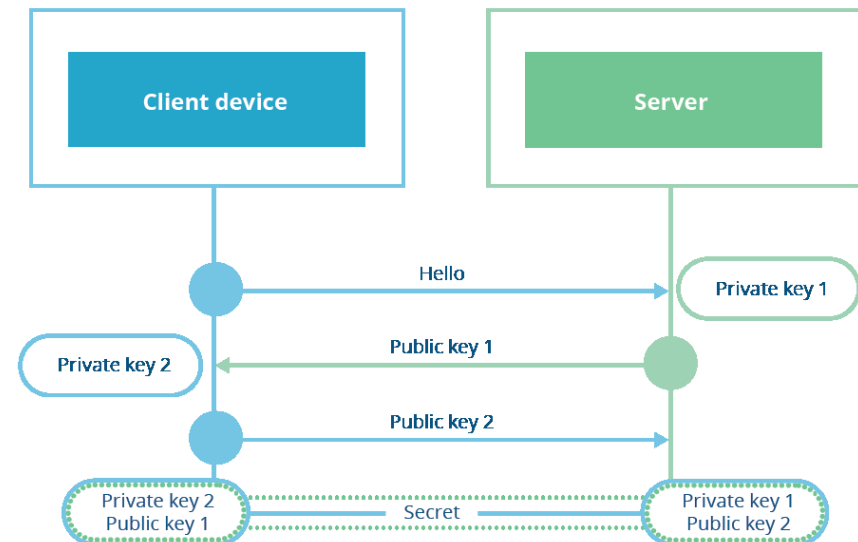 Client device
Server
Hello
Private key 1
Public key 1
Private key 2
Public key 2
Private key 2
Public key 1
Secret
Private key 1
Public key 2